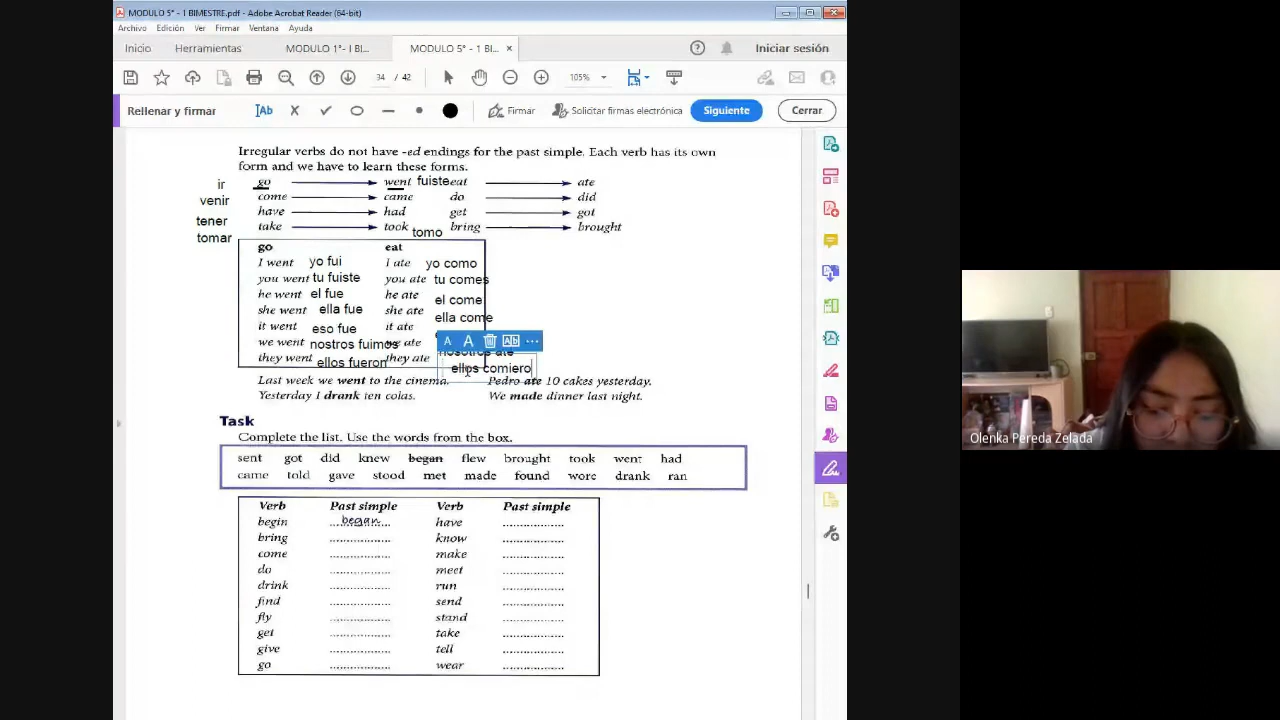 MODULO 5° - 1 BIMESTRE.pdf - Adobe Acrobat Reader (64-bit)
Archivo Edición Ver Firmar Ventana Ayuda
Inicio Herramientas MODULO 1°- I BI... MODULO 5° - 1 BI... × Iniciar sesión
34 / 42 105%
Rellenar y firmar Ab Firmar Solicitar firmas electrónica Siguiente Cerrar
Irregular verbs do not have -ed endings for the past simple. Each verb has its own
form and we have to learn these forms.
ir go went fuiste eat ate
venir come came do did
tener have had get got
tomar take took tomo bring brought
go eat
I went yo fui I ate yo como
you went tu fuiste you ate tu comes
he went el fue he ate el come
she went ella fue she ate ella come
it went eso fue it ate
we went nostros fuimos ate nosotros ate
they went ellos fueron they ate ellos comiero
Last week we went to the cinema. Pedro ate 10 cakes yesterday.
Yesterday I drank ten colas. We made dinner last night.
Task
Complete the list. Use the words from the box.
sent got did knew began flew brought took went had
came told gave stood met made found wore drank ran
Verb Past simple Verb Past simple
begin began have
bring know
come make
do meet
drink run
find send
fly stand
get take
give tell
go wear
Olenka Pereda Zelada